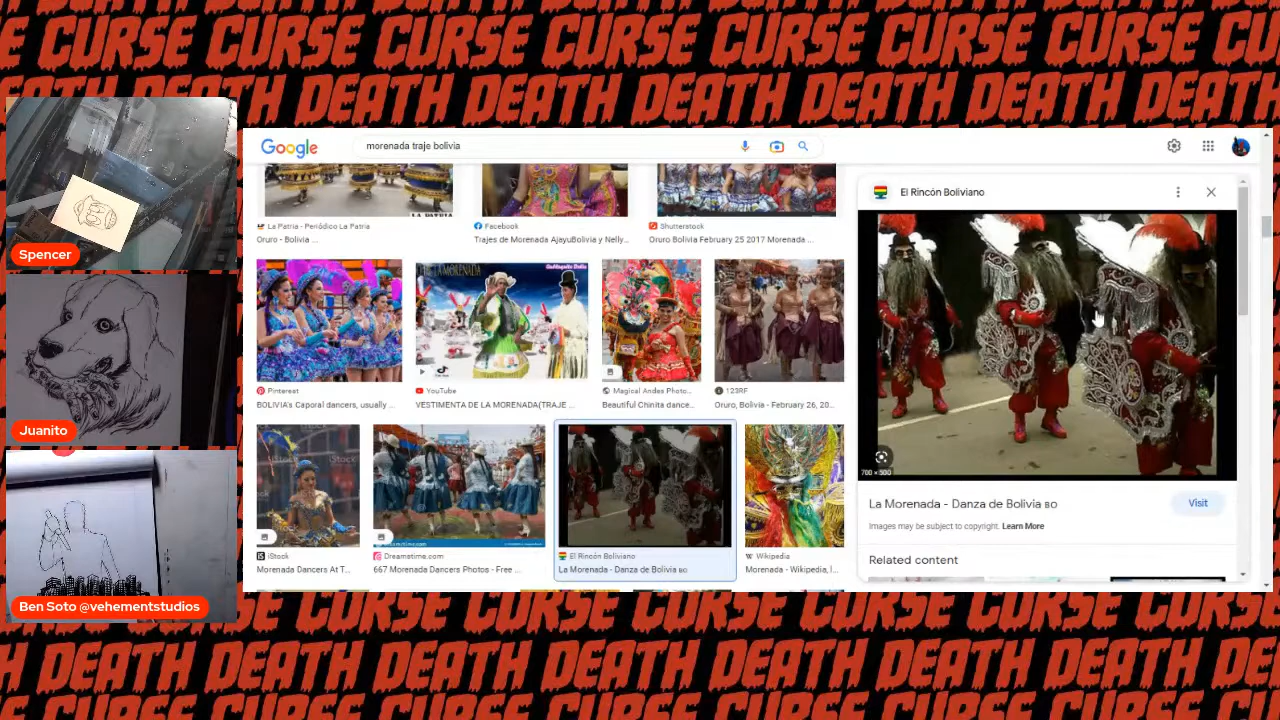 CURSE CURSE CURSE CURSE CURSE CURSE
DEATH DEATH DEATH DEATH DEATH DEATH
Spencer
Juanito
Ben Soto @vehementstudios
Google
morenada traje bolivia
La Patria - Periódico La Patria
Oruro - Bolivia ...
Facebook
Trajes de Morenada AjayuBolivia y Nelly...
Shutterstock
Oruro Bolivia February 25 2017 Morenada ...
Pinterest
BOLIVIA's Caporal dancers, usually ...
TikTok
YouTube
VESTIMENTA DE LA MORENADA(TRAJE ...
Magical Andes Photo...
Beautiful Chinita dance...
123RF
Oruro, Bolivia - February 26, 20...
iStock
iStock
Morenada Dancers At T...
Dreamstime.com
667 Morenada Dancers Photos - Free ...
El Rincón Boliviano
La Morenada - Danza de Bolivia BO
Wikipedia
Morenada - Wikipedia, l...
El Rincón Boliviano
700 × 500
La Morenada - Danza de Bolivia BO
Visit
Images may be subject to copyright. Learn More
Related content
CURSE CURSE CURSE CURSE CURSE
DEATH DEATH DEATH DEATH DEATH DEATH
CURSE CURSE CURSE CURSE CURSE CURSE